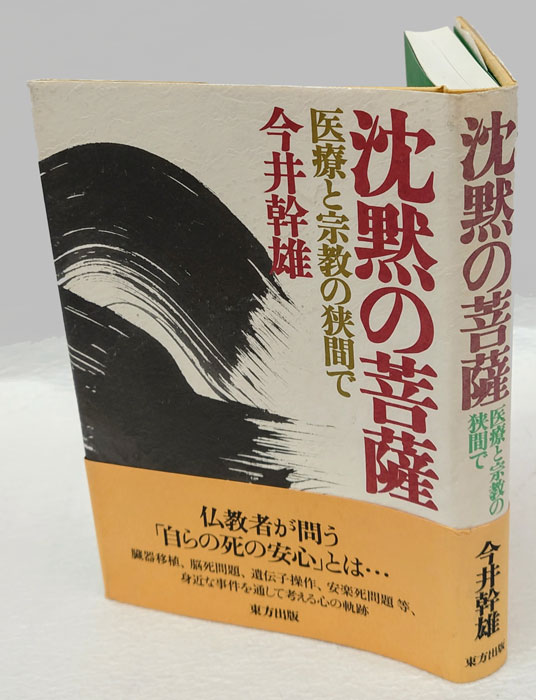 沈黙の菩薩
医療と宗教の狭間で
今井幹雄
仏教者が問う
「自らの死の安心」とは…
臓器移植、脳死問題、遺伝子操作、安楽死問題 等、
身近な事件を通して考える心の軌跡
東方出版
沈黙の菩薩
医療と宗教の
狭間で
今井幹雄
東方出版